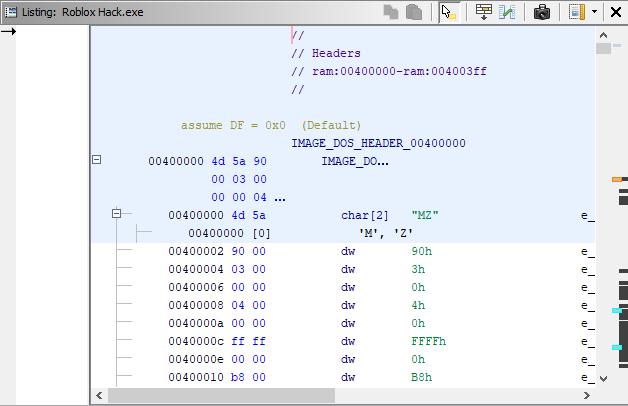 Listing: Roblox Hack.exe
//
// Headers
// ram:00400000-ram:004003ff
//
assume DF = 0x0 (Default)
IMAGE_DOS_HEADER_00400000
00400000 4d 5a 90 IMAGE_DO...
00 03 00
00 00 04 ...
00400000 4d 5a char[2] "MZ" e_
00400000 [0] 'M', 'Z'
00400002 90 00 dw 90h e_
00400004 03 00 dw 3h e_
00400006 00 00 dw 0h e_
00400008 04 00 dw 4h e_
0040000a 00 00 dw 0h e_
0040000c ff ff dw FFFFh e_
0040000e 00 00 dw 0h e_
00400010 b8 00 dw B8h e_